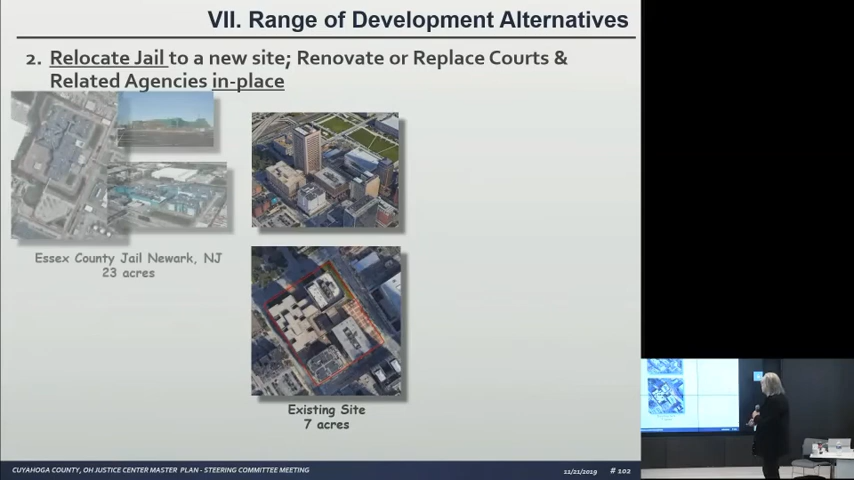 VII. Range of Development Alternatives
2. Relocate Jail to a new site; Renovate or Replace Courts &
Related Agencies in-place
Essex County Jail Newark, NJ
23 acres
Existing Site
7 acres
CUYAHOGA COUNTY, OH JUSTICE CENTER MASTER PLAN - STEERING COMMITTEE MEETING
11/21/2019
# 102